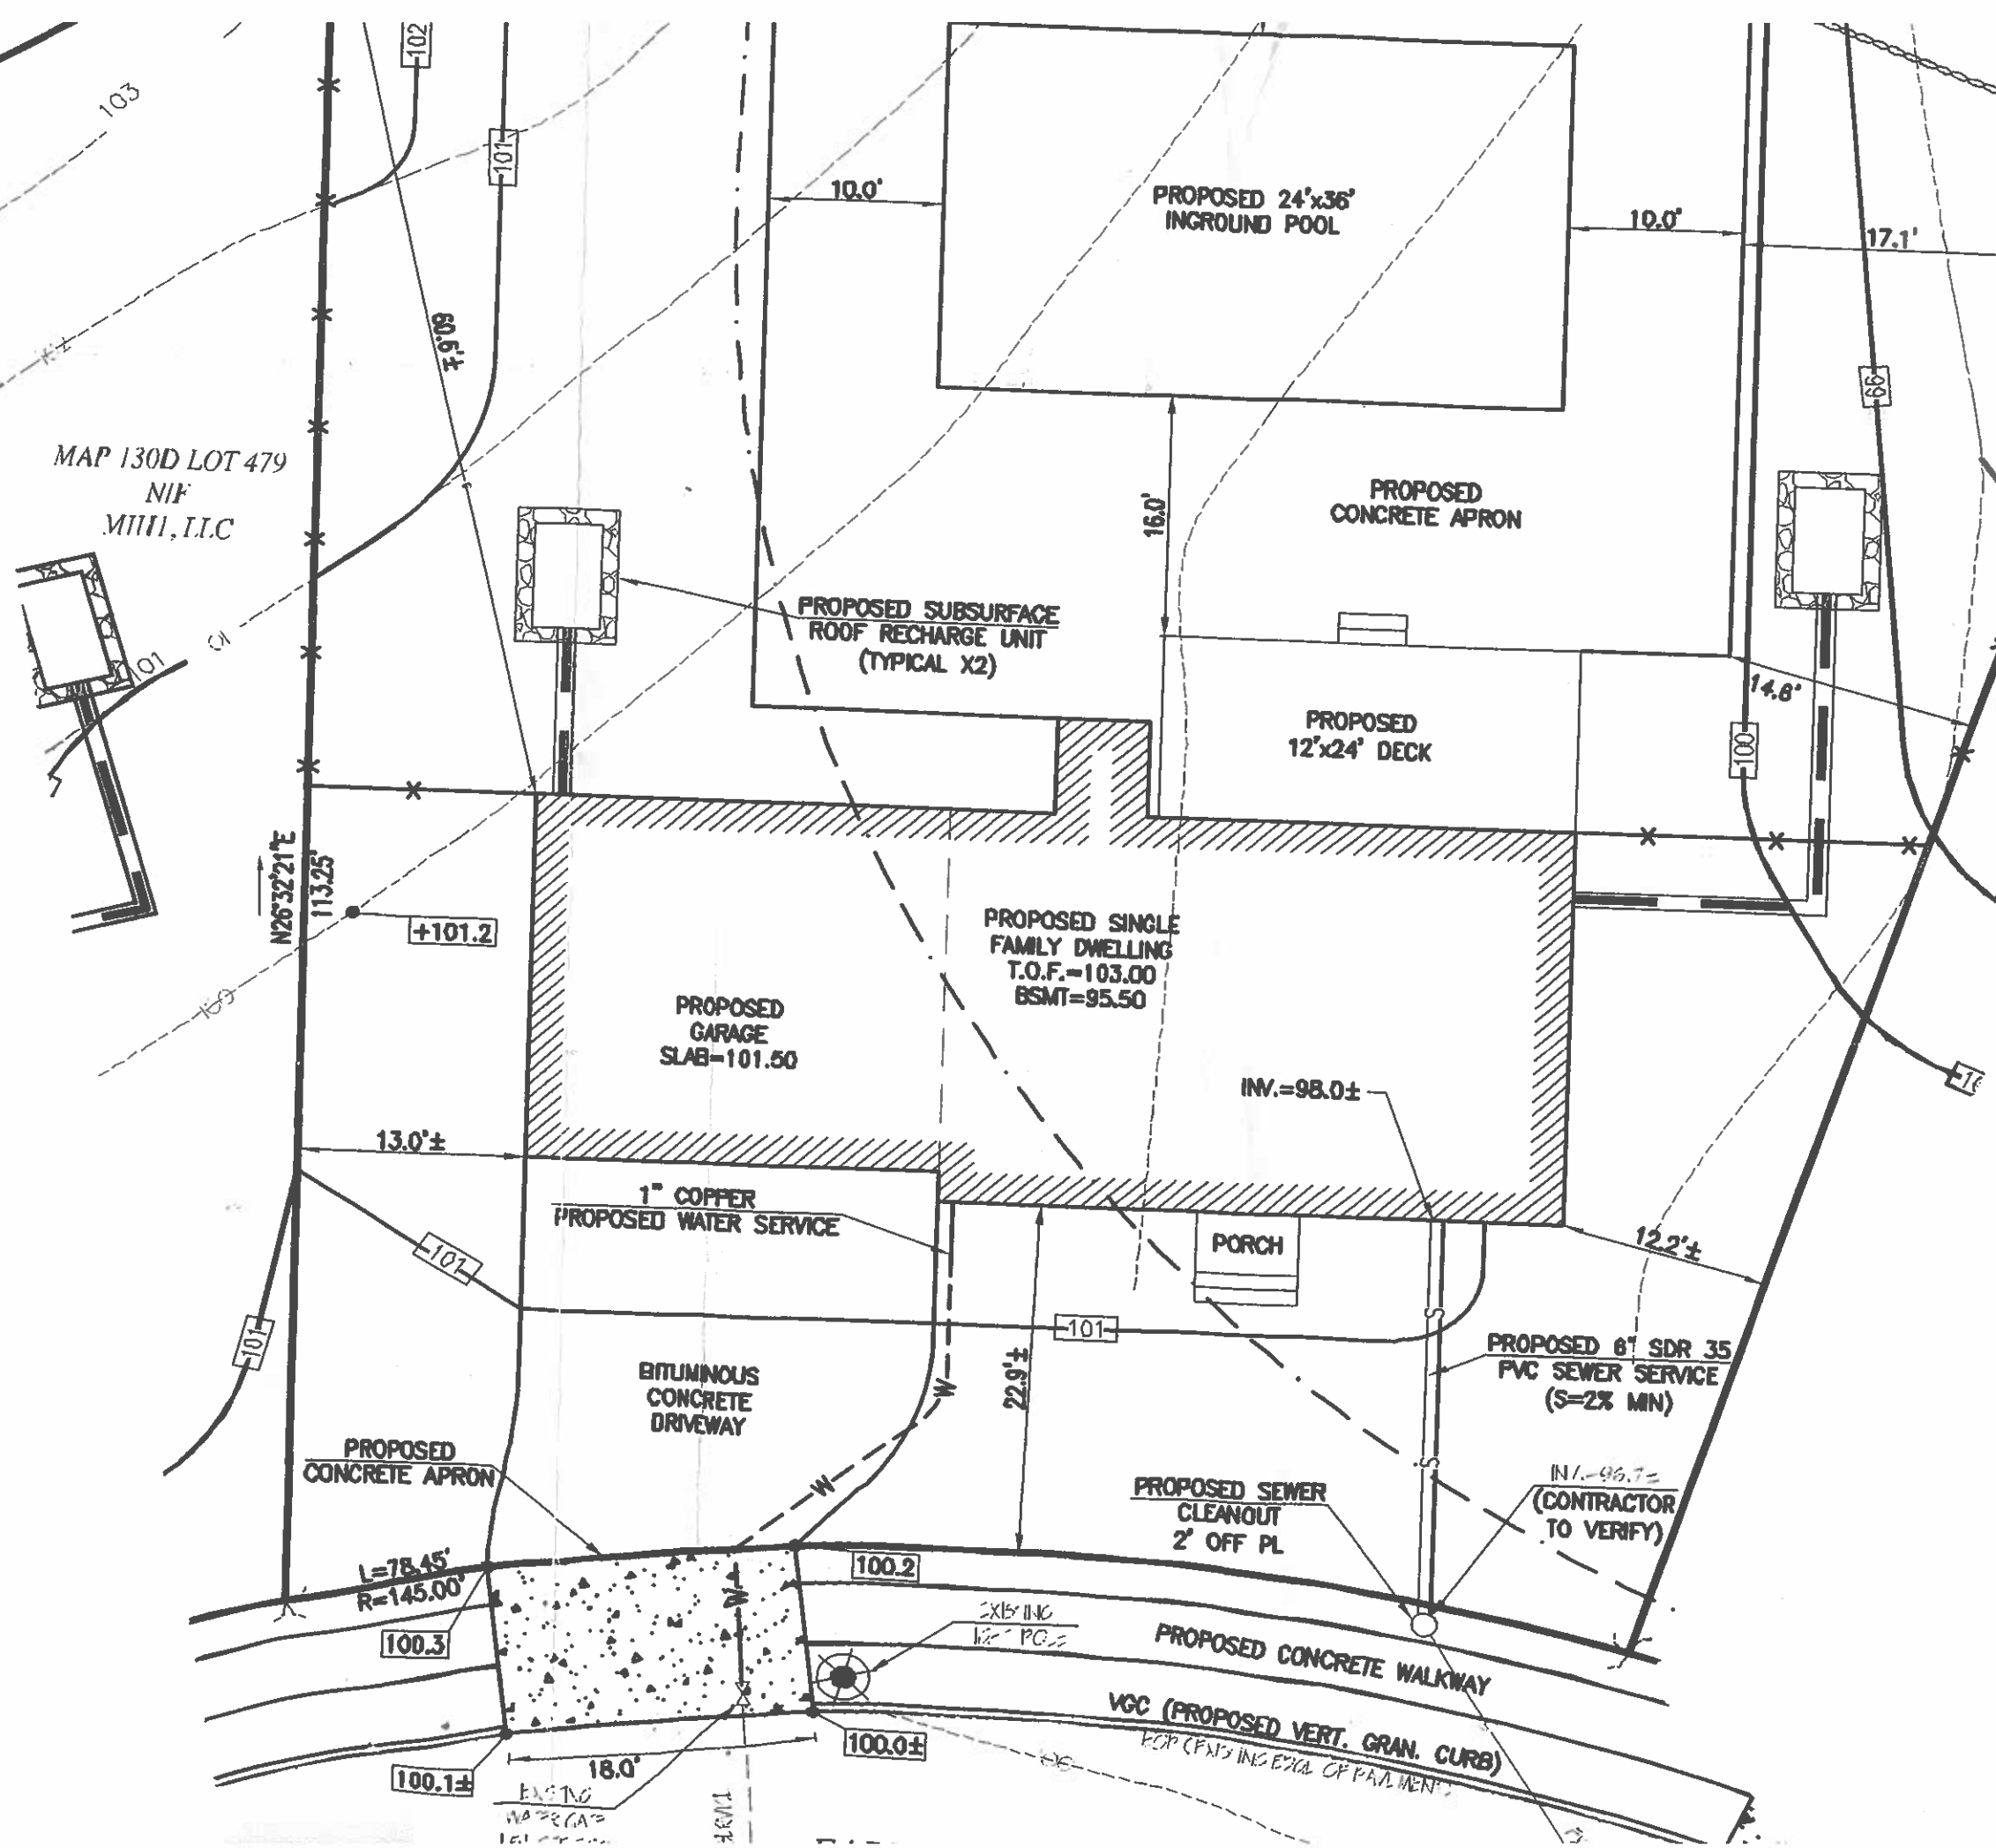 102
103
101
10.0'
PROPOSED 24'x36'
INGROUND POOL
10.0'
17.1'
60.6'±
99
MAP 130D LOT 479
N/F
16.0'
PROPOSED
CONCRETE APRON
PROPOSED SUBSURFACE
ROOF RECHARGE UNIT
(TYPICAL X2)
101
14.8'
PROPOSED
12'x24' DECK
100
N26°32'21"E
113.25'
+101.2
PROPOSED SINGLE
FAMILY DWELLING
T.O.F.=103.00
BSMT=95.50
100
PROPOSED
GARAGE
SLAB=101.50
INV.=98.0±
13.0'±
1" COPPER
PROPOSED WATER SERVICE
PORCH
12.2'±
101
101
101
22.9'±
PROPOSED 6" SDR 35
PVC SEWER SERVICE
(S=2% MIN)
S
S
BITUMINOUS
CONCRETE
DRIVEWAY
W
W
W
PROPOSED
CONCRETE APRON
PROPOSED SEWER
CLEANOUT
2' OFF PL
(CONTRACTOR
TO VERIFY)
L=78.45'
R=145.00'
100.2
100.3
PROPOSED CONCRETE WALKWAY
VGC (PROPOSED VERT. GRAN. CURB)
100.0±
18.0'
100.1±